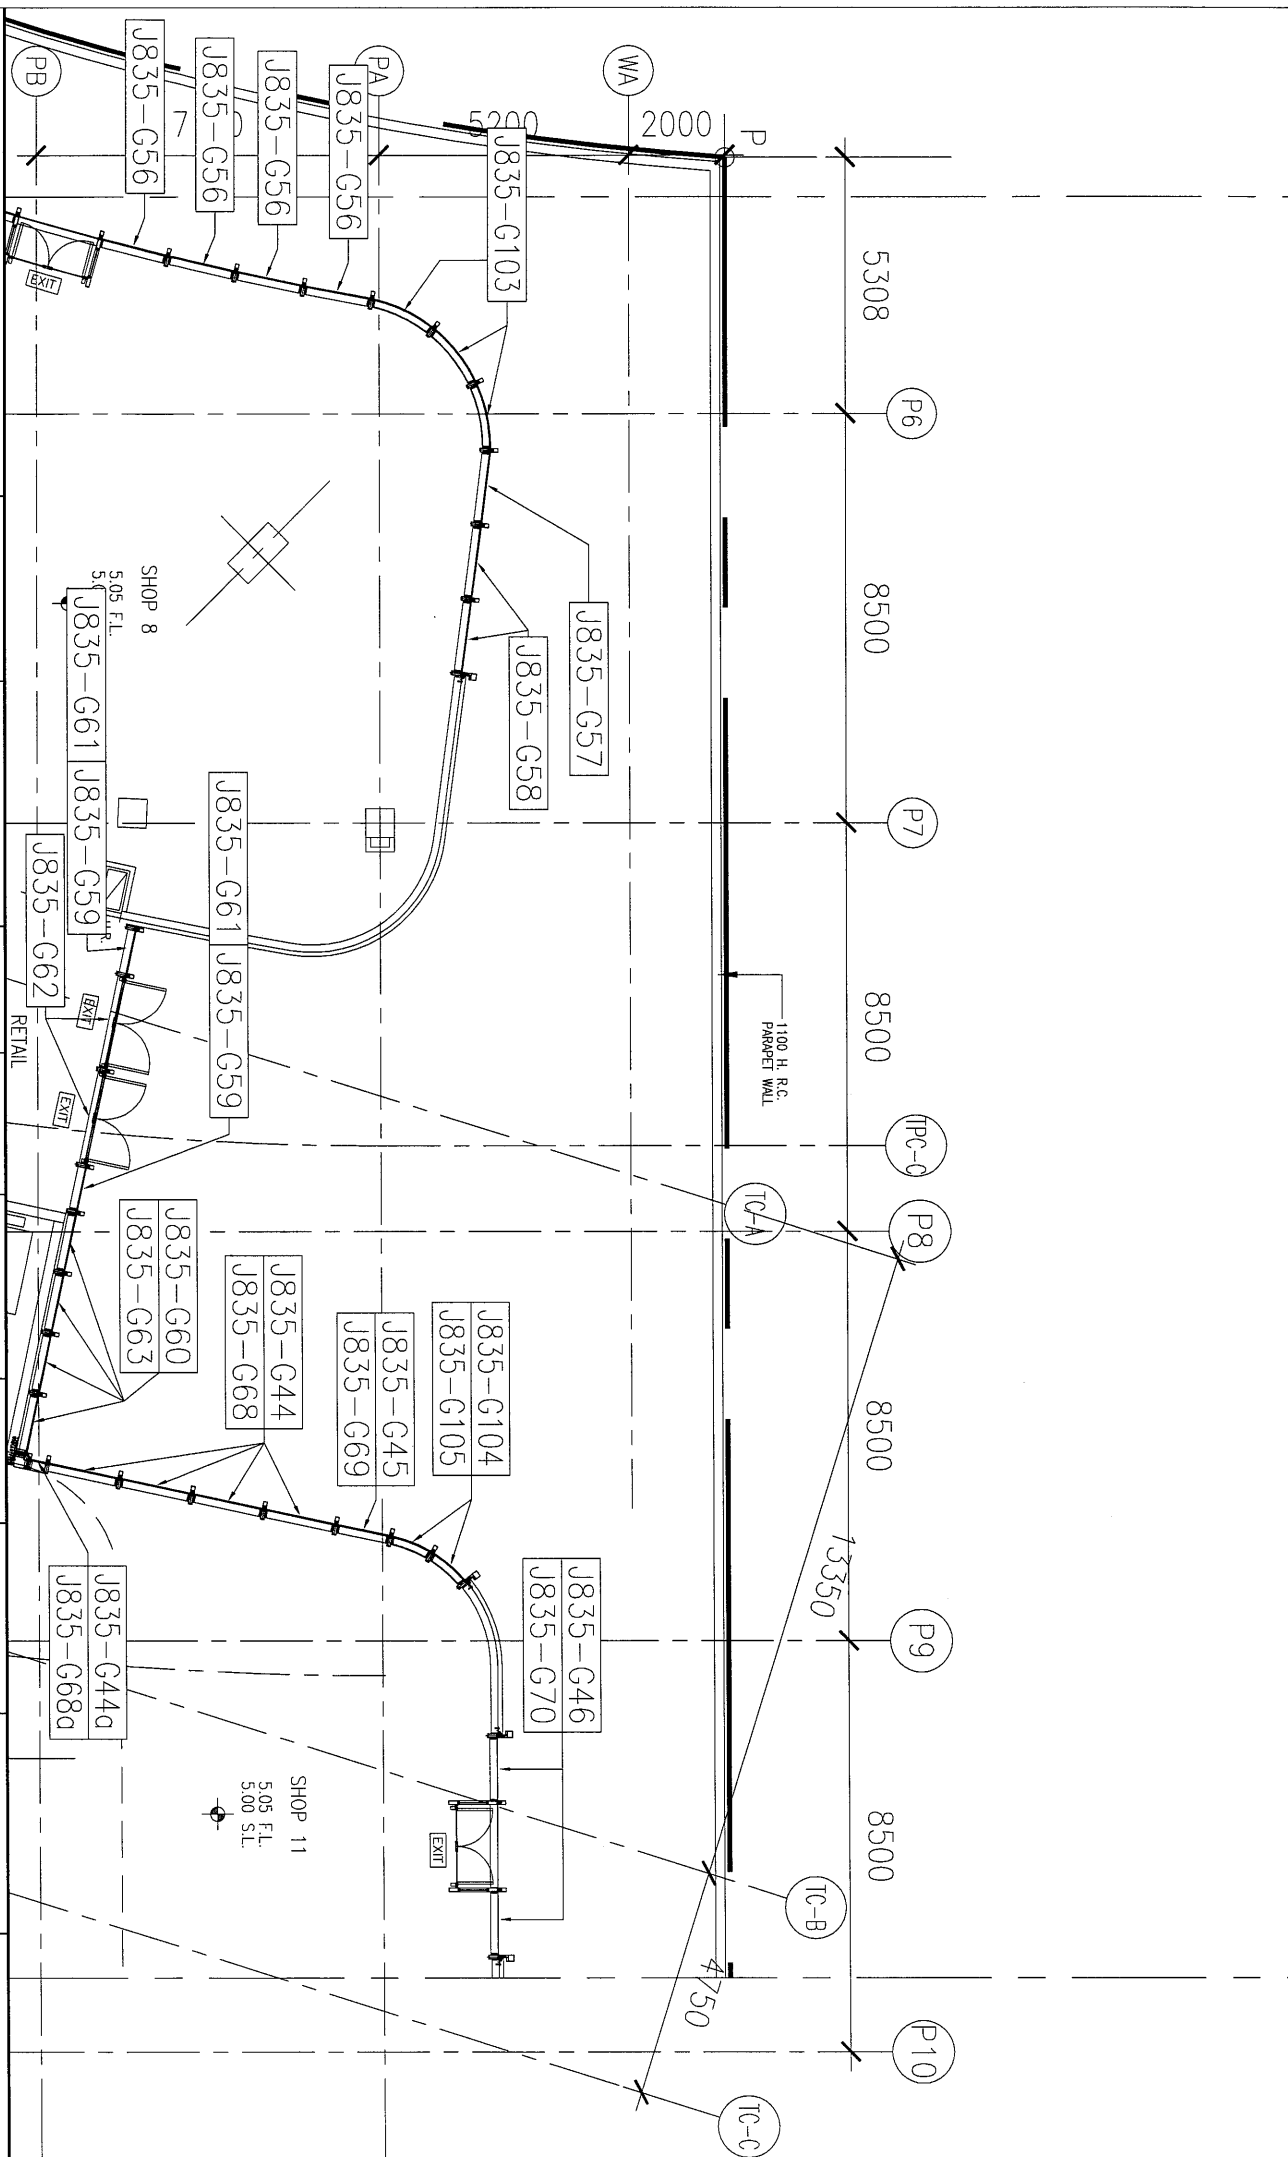 P
P6
P7
TPC-C
P8
P9
P10
5308
8500
8500
8500
8500
13350
4750
TC-A
TC-B
TC-C
WA
PA
PB
2000
5200
7
J835-G56
J835-G56
J835-G56
J835-G56
J835-G103
J835-G57
J835-G58
EXIT
SHOP 8
5.05 F.L.
J835-G61
J835-G59
J835-G62
J835-G61
J835-G59
EXIT
EXIT
RETAIL
1100 H. R.C.
PARAPET WALL
J835-G60
J835-G63
J835-G44
J835-G68
J835-G45
J835-G69
J835-G104
J835-G105
J835-G46
J835-G70
J835-G44a
J835-G68a
SHOP 11
5.05 F.L.
5.00 S.L.
EXIT